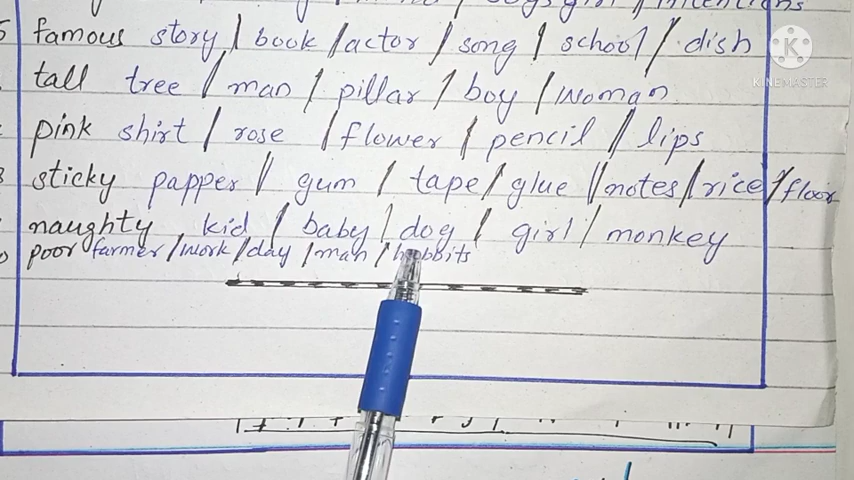 famous story / book / actor / song / school / dish
tall tree / man / pillar / boy / woman
pink shirt / rose / flower / pencil / lips
sticky papper / gum / tape / glue / notes / rice / floor
naughty kid / baby / dog / girl / monkey
poor farmer / work / day / man / habbits
KINEMASTER